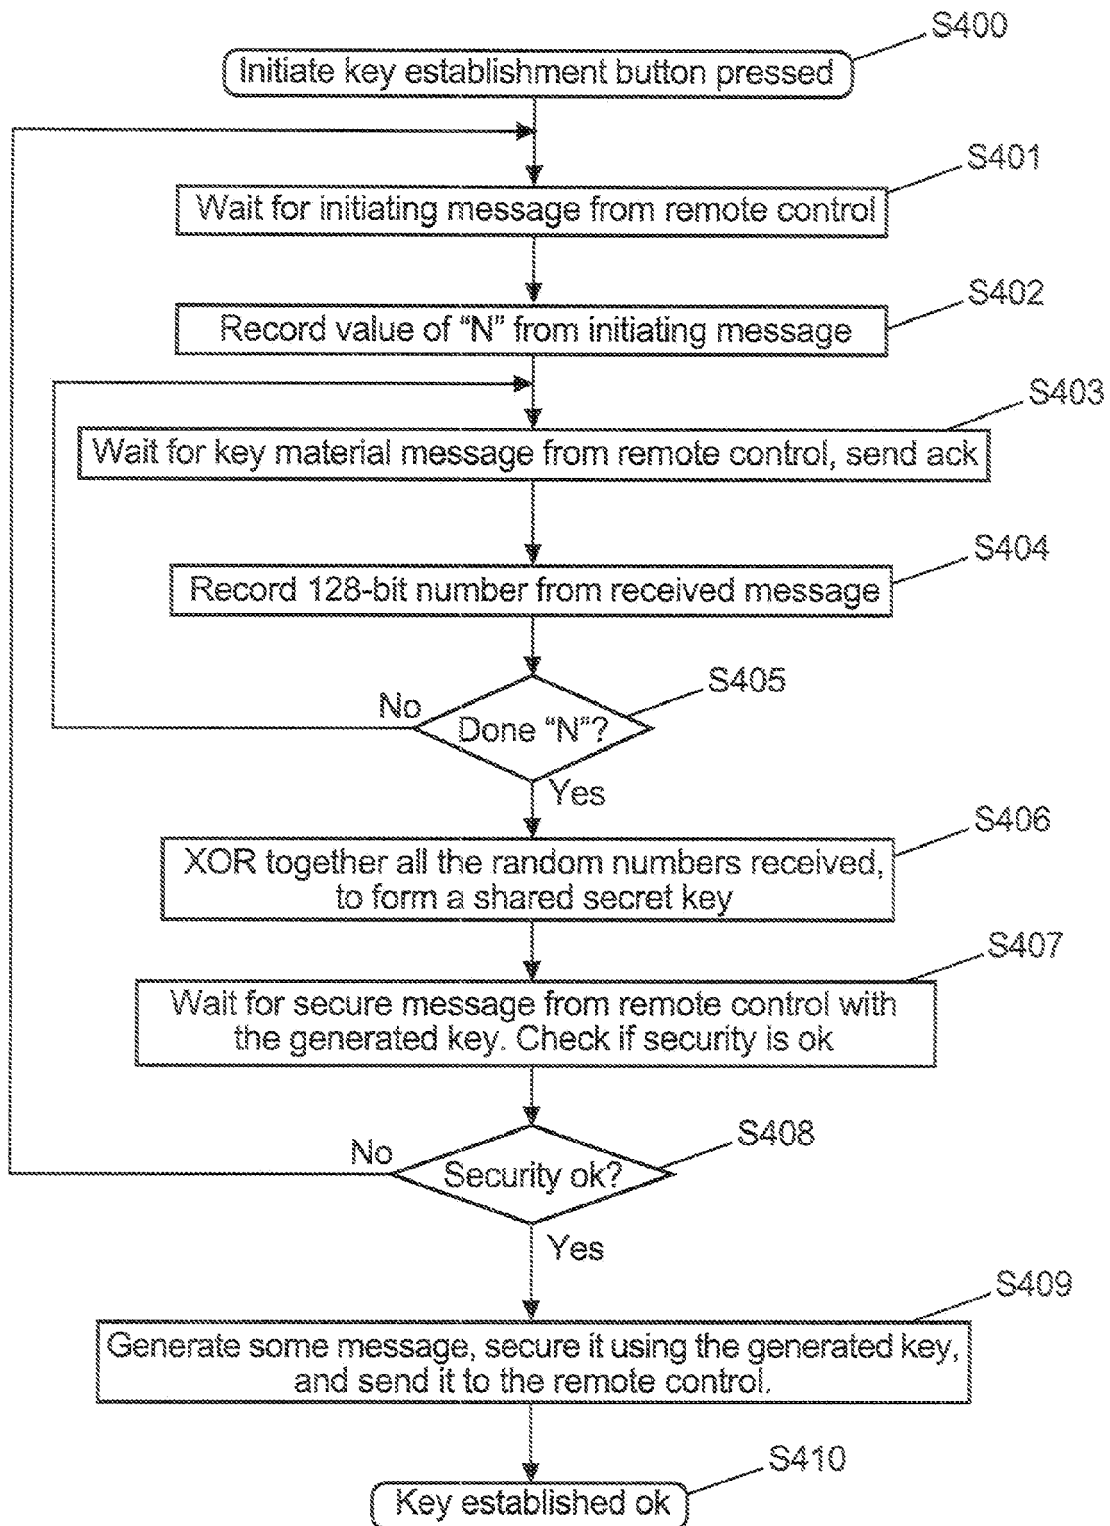 S400
Initiate key establishment button pressed
S401
Wait for initiating message from remote control
S402
Record value of “N” from initiating message
S403
Wait for key material message from remote control, send ack
S404
Record 128-bit number from received message
S405
No
Done “N”?
Yes
S406
XOR together all the random numbers received,
to form a shared secret key
S407
Wait for secure message from remote control with
the generated key. Check if security is ok
S408
No
Security ok?
Yes
S409
Generate some message, secure it using the generated key,
and send it to the remote control.
S410
Key established ok